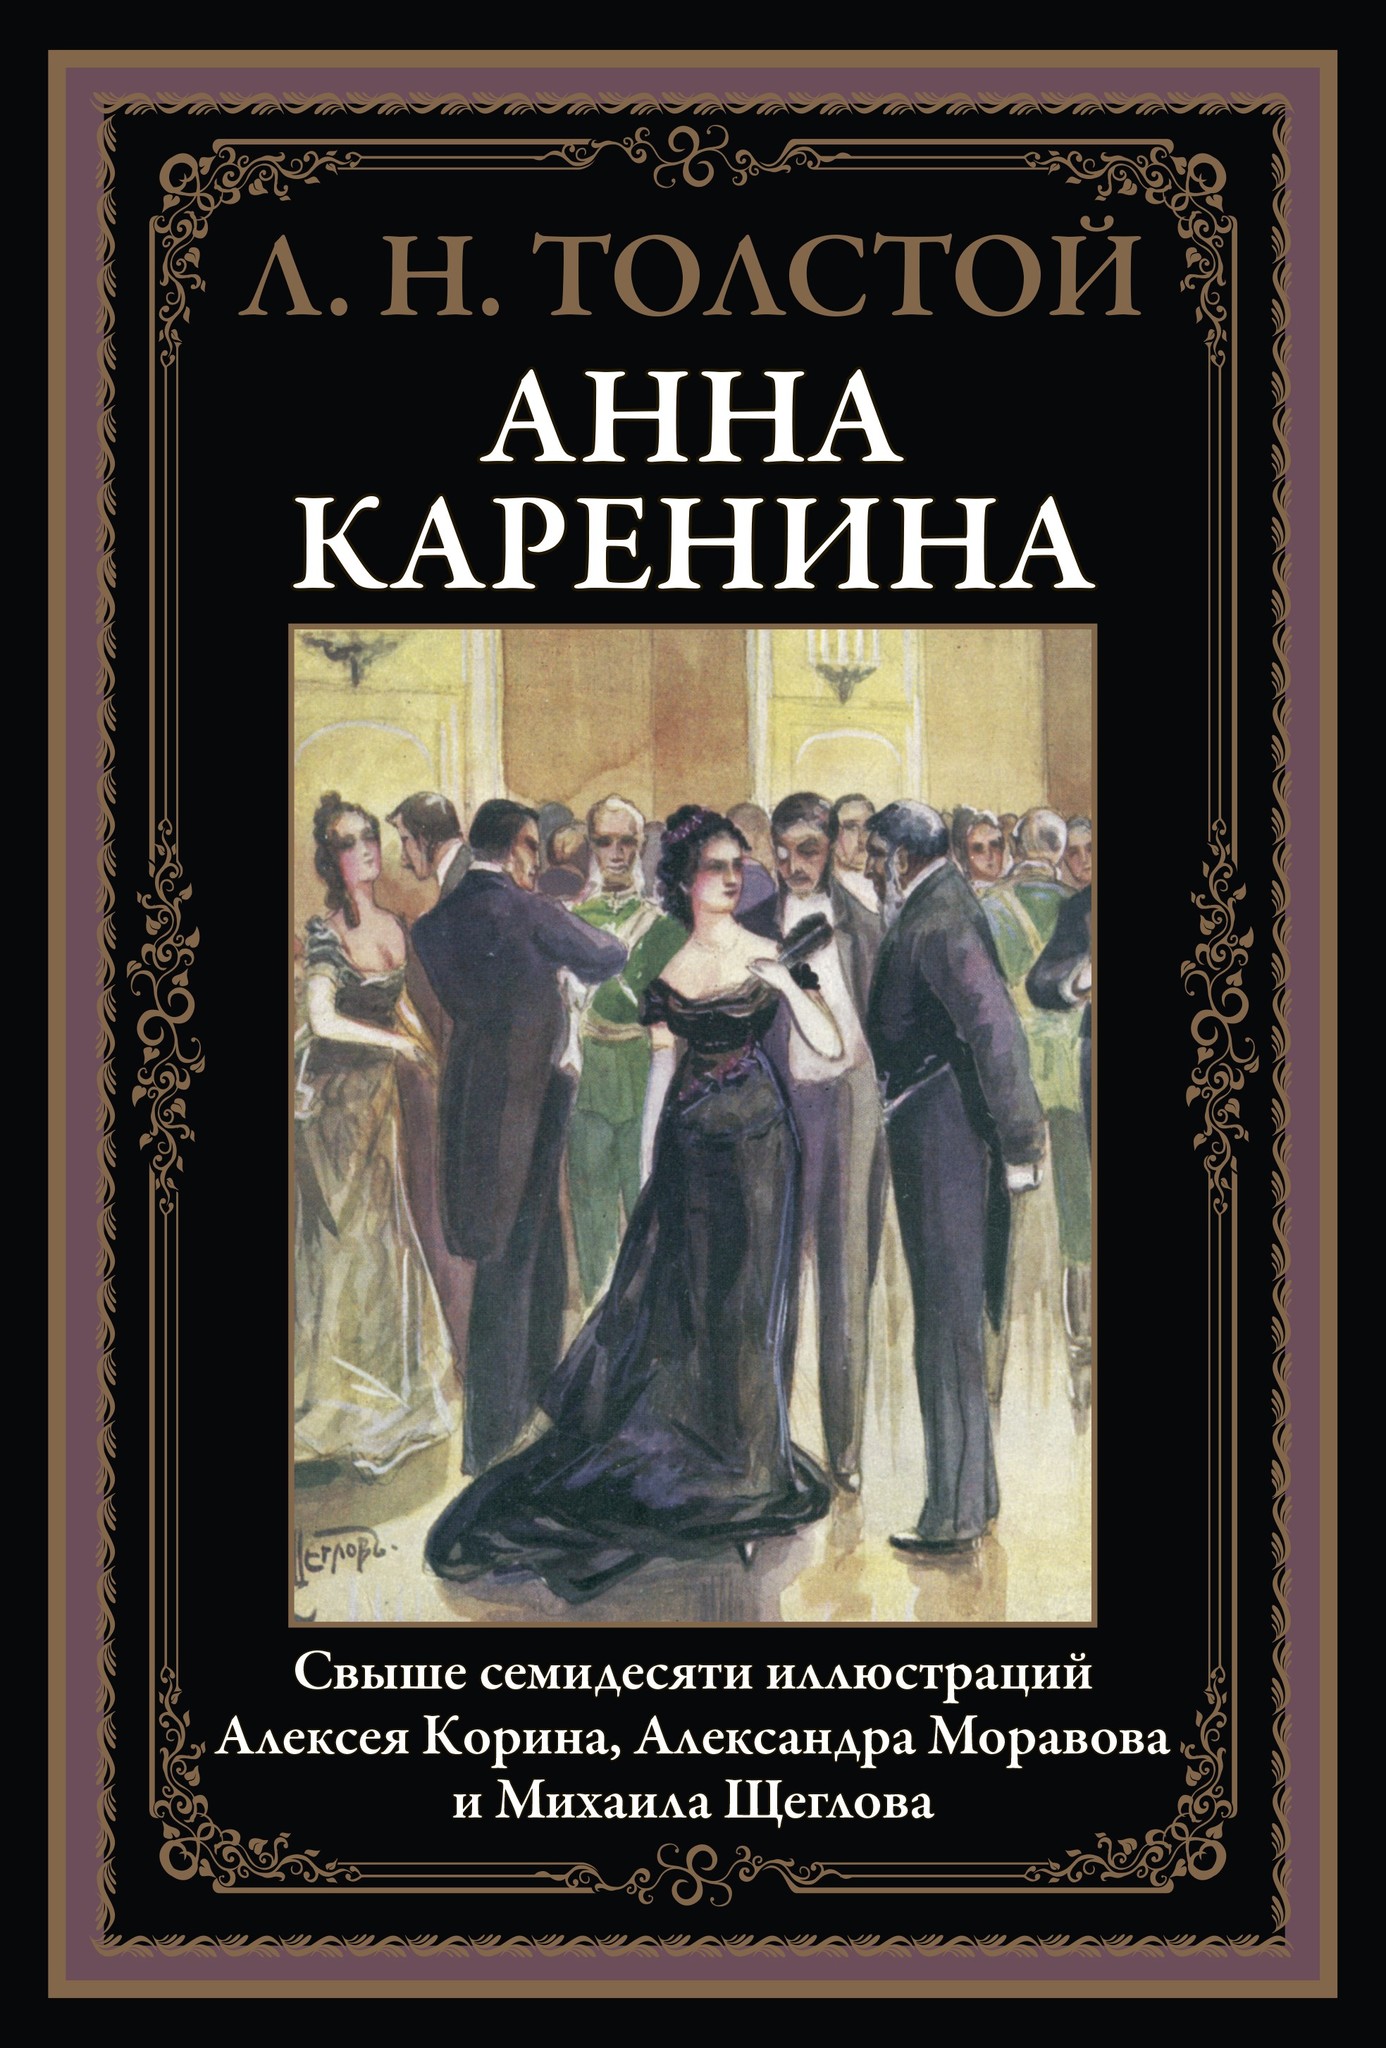 Л. Н. ТОЛСТОЙ
АННА
КАРЕНИНА
Щегловъ.
Свыше семидесяти иллюстраций
Алексея Корина, Александра Моравова
и Михаила Щеглова